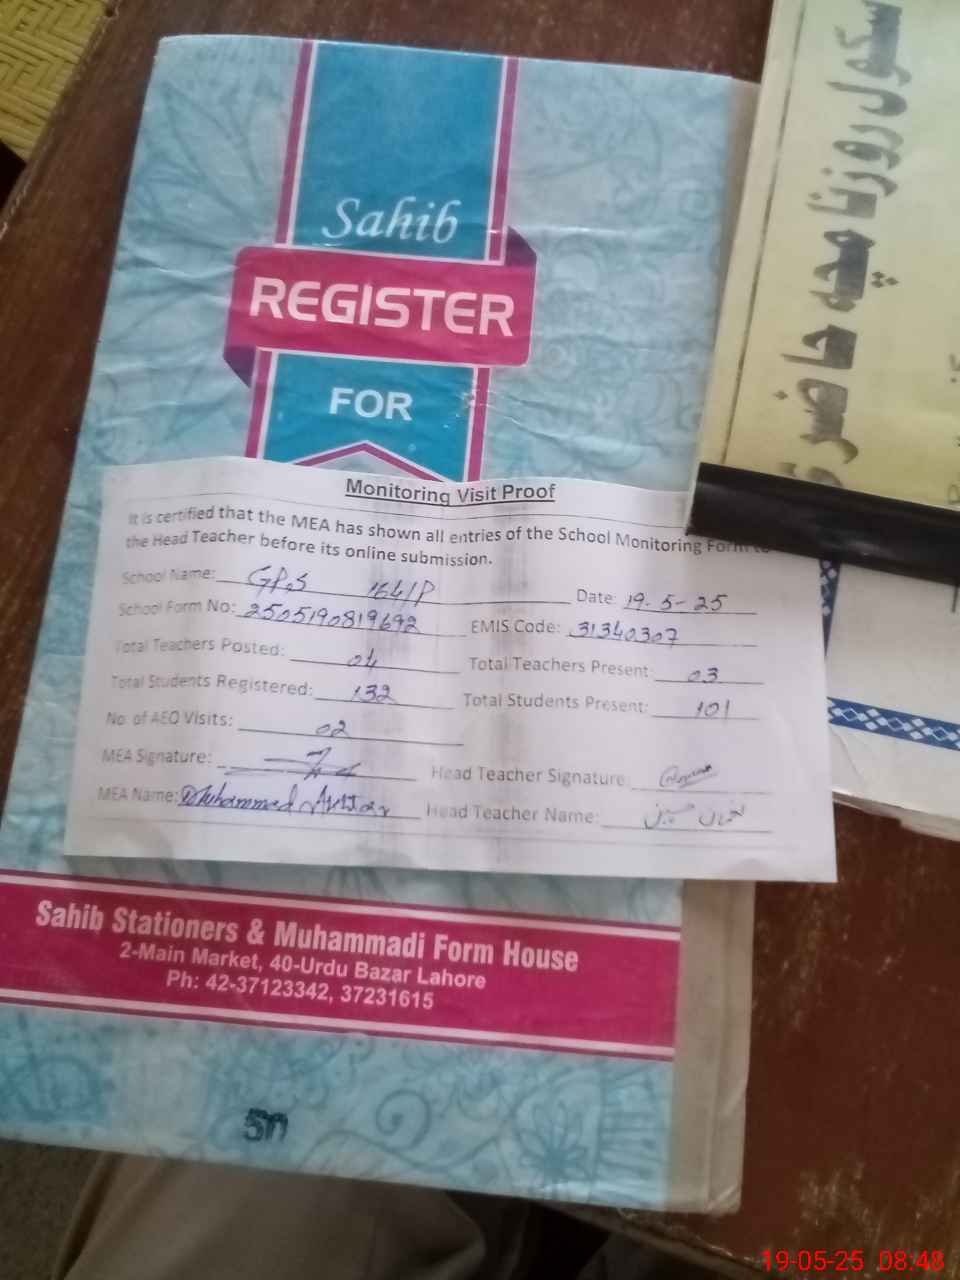 Sahib
REGISTER
FOR
سکول روزنامچہ حاضری
Monitoring Visit Proof
It is certified that the MEA has shown all entries of the School Monitoring Form to
the Head Teacher before its online submission.
School Name: GPS 164/P Date: 19-5-25
School Form No: 2505190819692 EMIS Code: 31340307
Total Teachers Posted: 04 Total Teachers Present: 03
Total Students Registered: 132 Total Students Present: 101
No. of AEO Visits: 02
MEA Signature: Head Teacher Signature:
MEA Name: Muhammad Head Teacher Name:
Sahib Stationers & Muhammadi Form House
2-Main Market, 40-Urdu Bazar Lahore
Ph: 42-37123342, 37231615
19-05-25 08:48